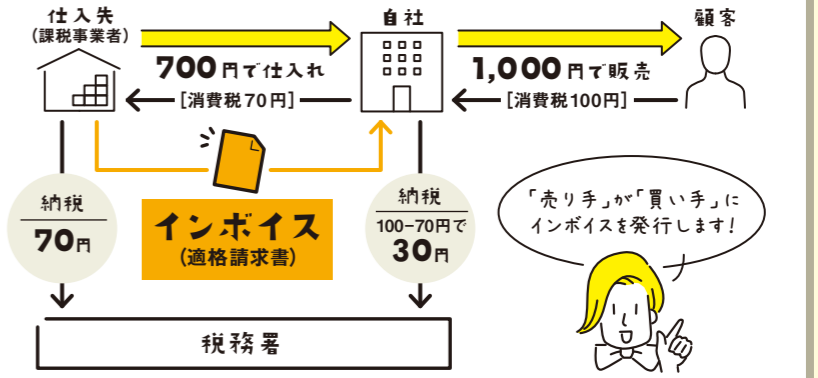 仕入先
(課税事業者)
自社
顧客
700円で仕入れ
1,000円で販売
[消費税70円]
[消費税100円]
納税
70円
インボイス
(適格請求書)
納税
100−70円で
30円
「売り手」が「買い手」に
インボイスを発行します!
税務署